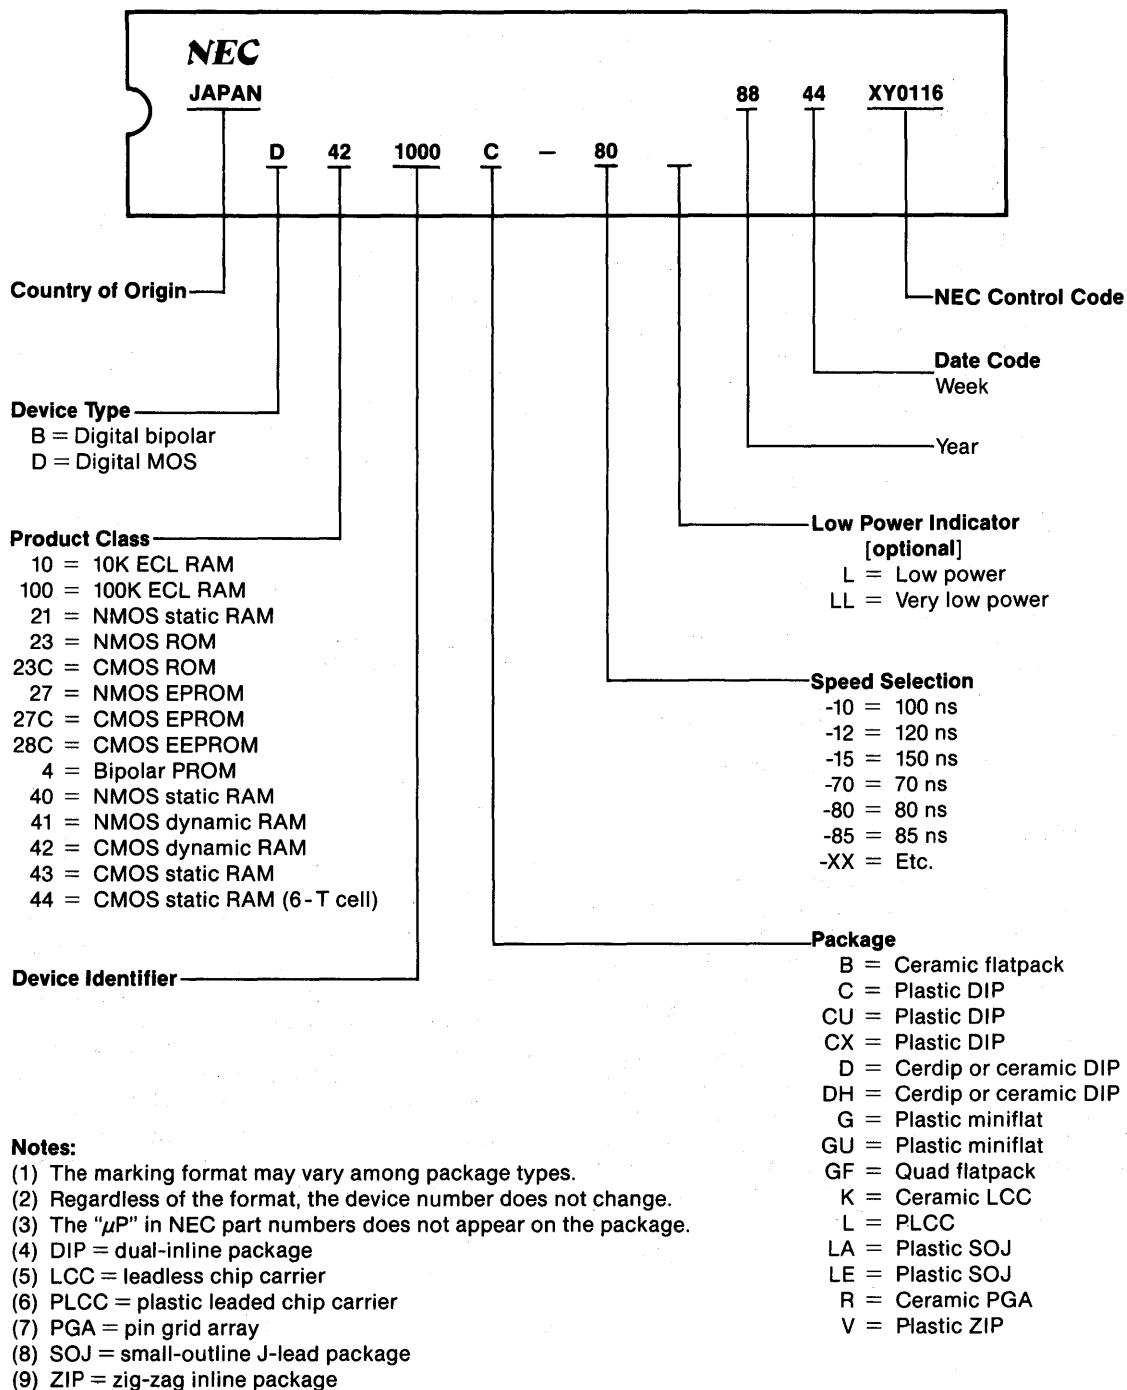 NEC
JAPAN
88 44 XY0116
D 42 1000 C – 80
Country of Origin
NEC Control Code
Date Code
Week
Year
Device Type
B = Digital bipolar
D = Digital MOS
Product Class
10 = 10K ECL RAM
100 = 100K ECL RAM
21 = NMOS static RAM
23 = NMOS ROM
23C = CMOS ROM
27 = NMOS EPROM
27C = CMOS EPROM
28C = CMOS EEPROM
4 = Bipolar PROM
40 = NMOS static RAM
41 = NMOS dynamic RAM
42 = CMOS dynamic RAM
43 = CMOS static RAM
44 = CMOS static RAM (6-T cell)
Device Identifier
Low Power Indicator
[optional]
L = Low power
LL = Very low power
Speed Selection
-10 = 100 ns
-12 = 120 ns
-15 = 150 ns
-70 = 70 ns
-80 = 80 ns
-85 = 85 ns
-XX = Etc.
Package
B = Ceramic flatpack
C = Plastic DIP
CU = Plastic DIP
CX = Plastic DIP
D = Cerdip or ceramic DIP
DH = Cerdip or ceramic DIP
G = Plastic miniflat
GU = Plastic miniflat
GF = Quad flatpack
K = Ceramic LCC
L = PLCC
LA = Plastic SOJ
LE = Plastic SOJ
R = Ceramic PGA
V = Plastic ZIP
Notes:
(1) The marking format may vary among package types.
(2) Regardless of the format, the device number does not change.
(3) The "μP" in NEC part numbers does not appear on the package.
(4) DIP = dual-inline package
(5) LCC = leadless chip carrier
(6) PLCC = plastic leaded chip carrier
(7) PGA = pin grid array
(8) SOJ = small-outline J-lead package
(9) ZIP = zig-zag inline package